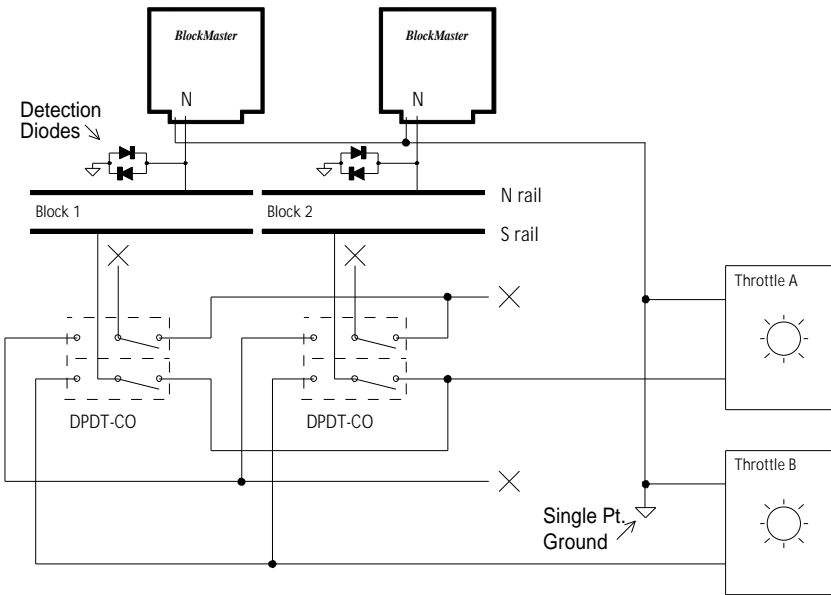 BlockMaster
BlockMaster
N
N
Detection
Diodes
N rail
Block 1
Block 2
S rail
Throttle A
DPDT-CO
DPDT-CO
Throttle B
Single Pt.
Ground